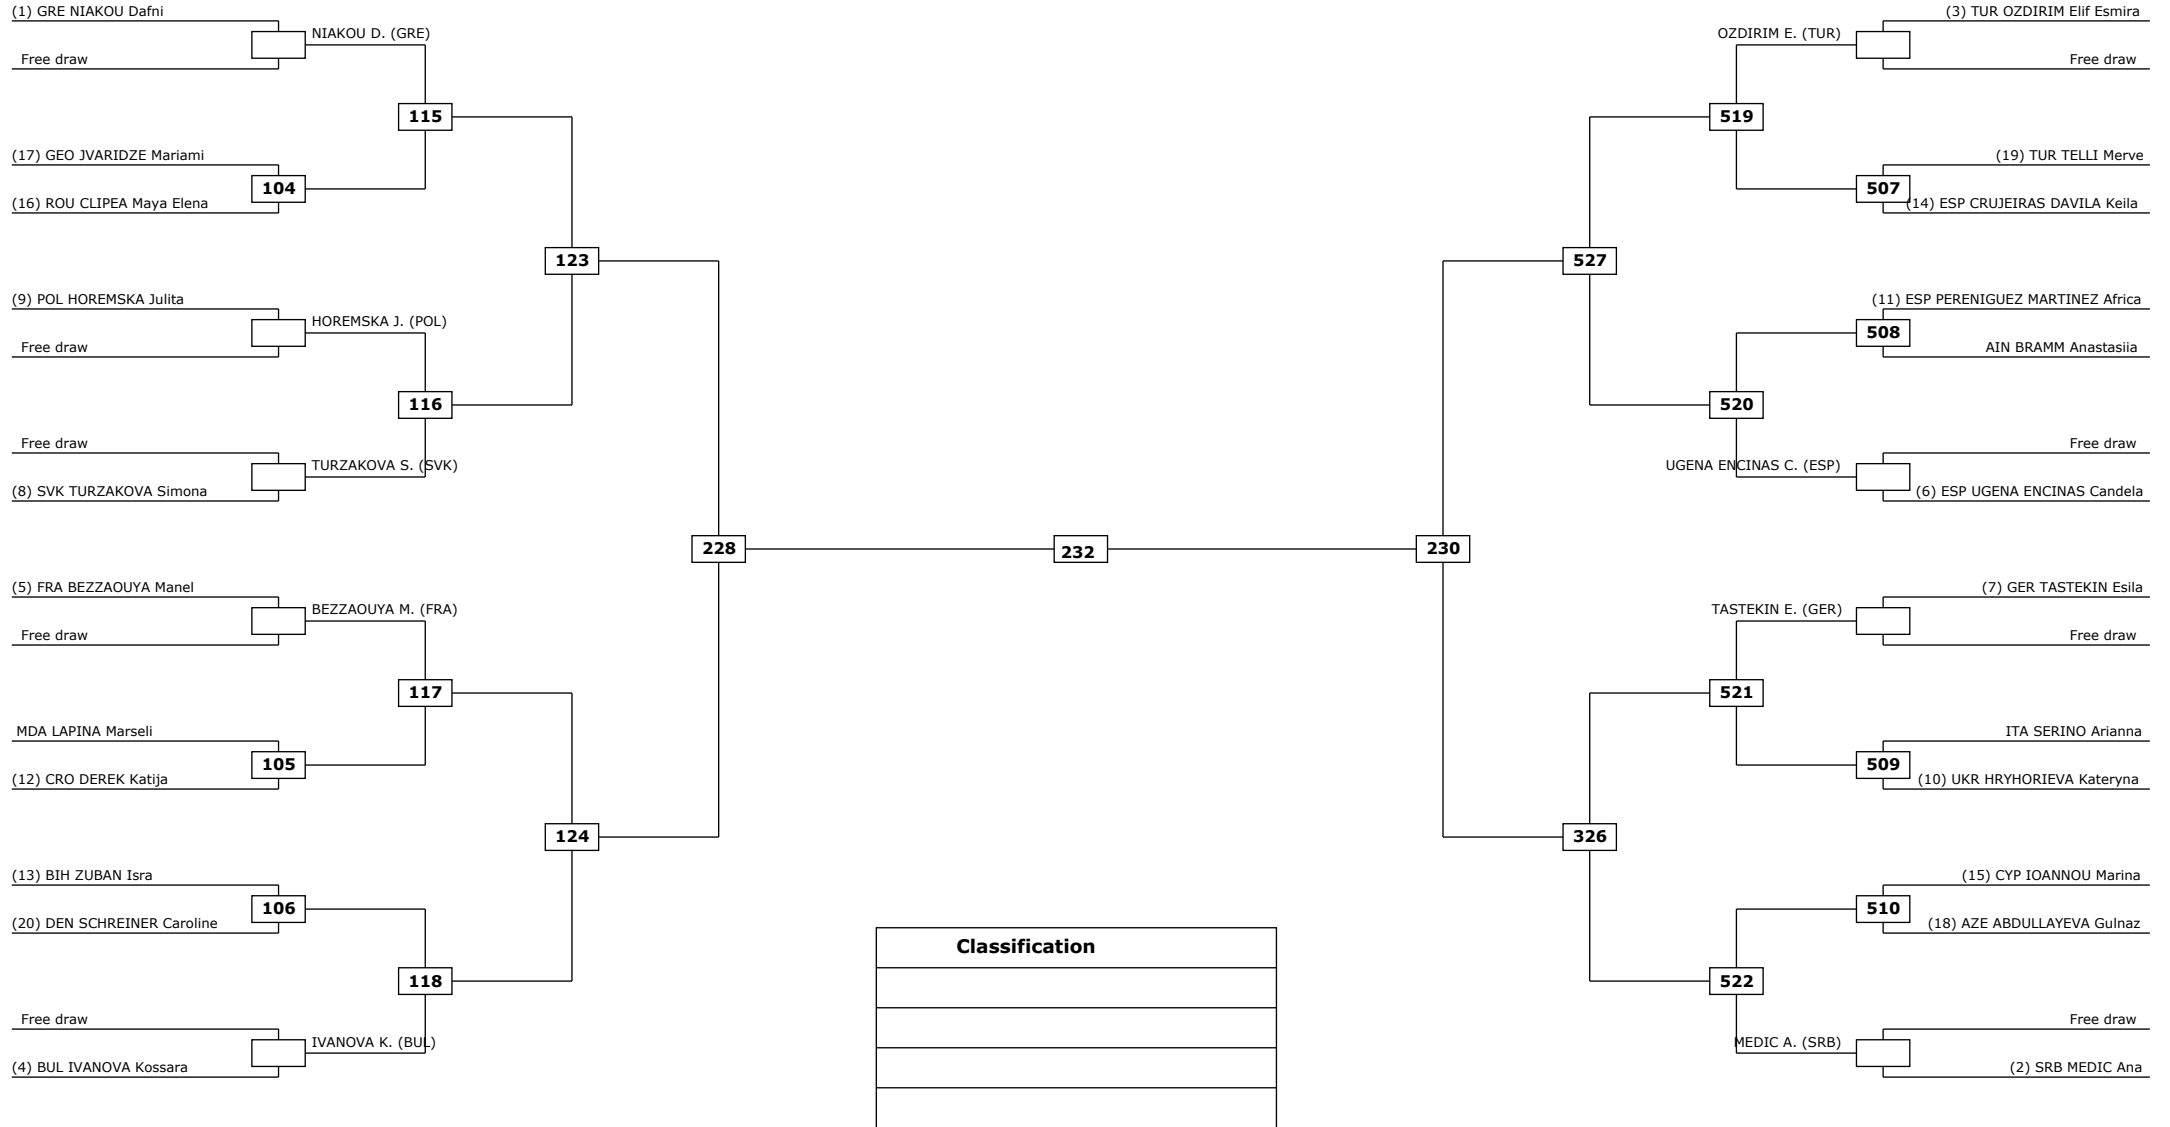 (1) GRE NIAKOU Dafni
NIAKOU D. (GRE)
Free draw
115
(17) GEO JVARIDZE Mariami
104
(16) ROU CLIPEA Maya Elena
123
(9) POL HOREMSKA Julita
HOREMSKA J. (POL)
Free draw
116
Free draw
TURZAKOVA S. (SVK)
(8) SVK TURZAKOVA Simona
228
(5) FRA BEZZAOUYA Manel
BEZZAOUYA M. (FRA)
Free draw
117
MDA LAPINA Marseli
105
(12) CRO DEREK Katija
124
(13) BIH ZUBAN Isra
106
(20) DEN SCHREINER Caroline
118
Free draw
IVANOVA K. (BUL)
(4) BUL IVANOVA Kossara
232
(3) TUR OZDIRIM Elif Esmira
OZDIRIM E. (TUR)
Free draw
519
(19) TUR TELLI Merve
507
(14) ESP CRUJEIRAS DAVILA Keila
527
(11) ESP PERENIGUEZ MARTINEZ Africa
508
AIN BRAMM Anastasiia
520
Free draw
UGENA ENCINAS C. (ESP)
(6) ESP UGENA ENCINAS Candela
230
(7) GER TASTEKIN Esila
TASTEKIN E. (GER)
Free draw
521
ITA SERINO Arianna
509
(10) UKR HRYHORIEVA Kateryna
326
(15) CYP IOANNOU Marina
510
(18) AZE ABDULLAYEVA Gulnaz
522
Free draw
MEDIC A. (SRB)
(2) SRB MEDIC Ana
Classification